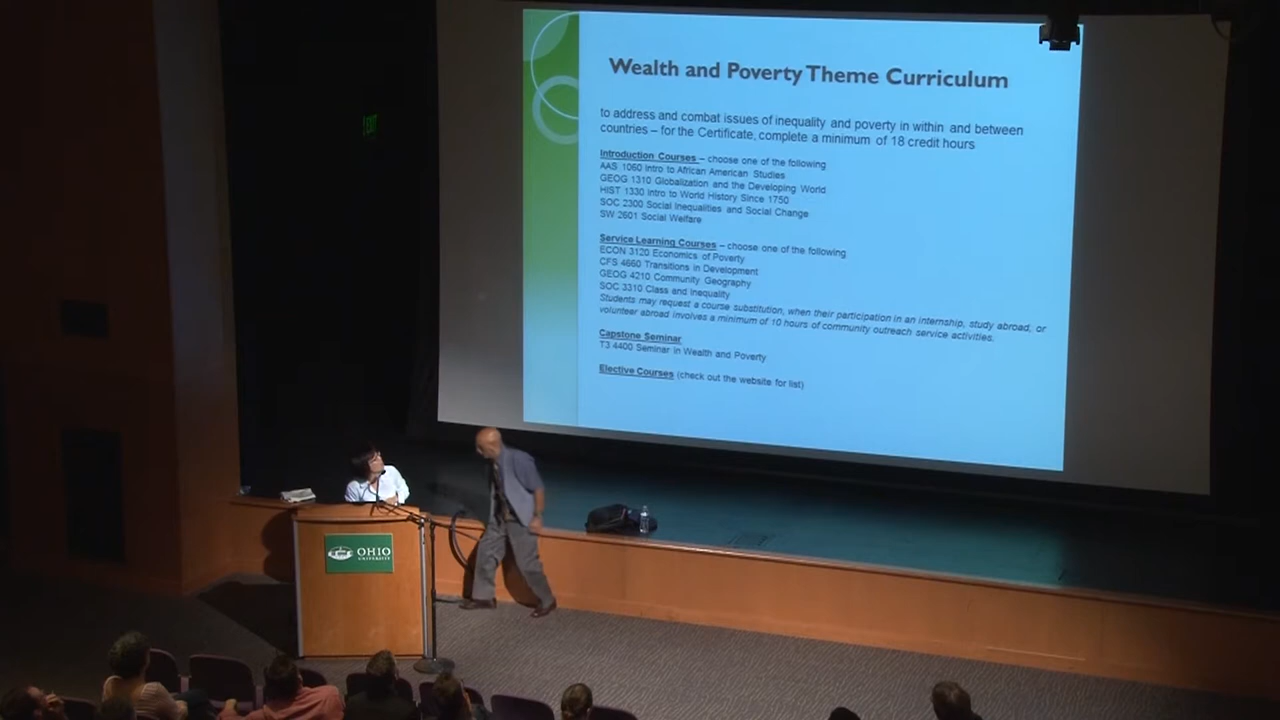 Wealth and Poverty Theme Curriculum
to address and combat issues of inequality and poverty in within and between
countries – for the Certificate, complete a minimum of 18 credit hours
Introduction Courses – choose one of the following
AAS 1060 Intro to African American Studies
GEOG 1310 Globalization and the Developing World
HIST 1330 Intro to World History Since 1750
SOC 2300 Social Inequalities and Social Change
SW 2601 Social Welfare
Service Learning Courses – choose one of the following
ECON 3120 Economics of Poverty
CFS 4660 Transitions in Development
GEOG 4210 Community Geography
SOC 3310 Class and Inequality
Students may request a course substitution, when their participation in an internship, study abroad, or
volunteer abroad involves a minimum of 10 hours of community outreach service activities.
Capstone Seminar
T3 4400 Seminar in Wealth and Poverty
Elective Courses (check out the website for list)
EXIT
OHIO
UNIVERSITY